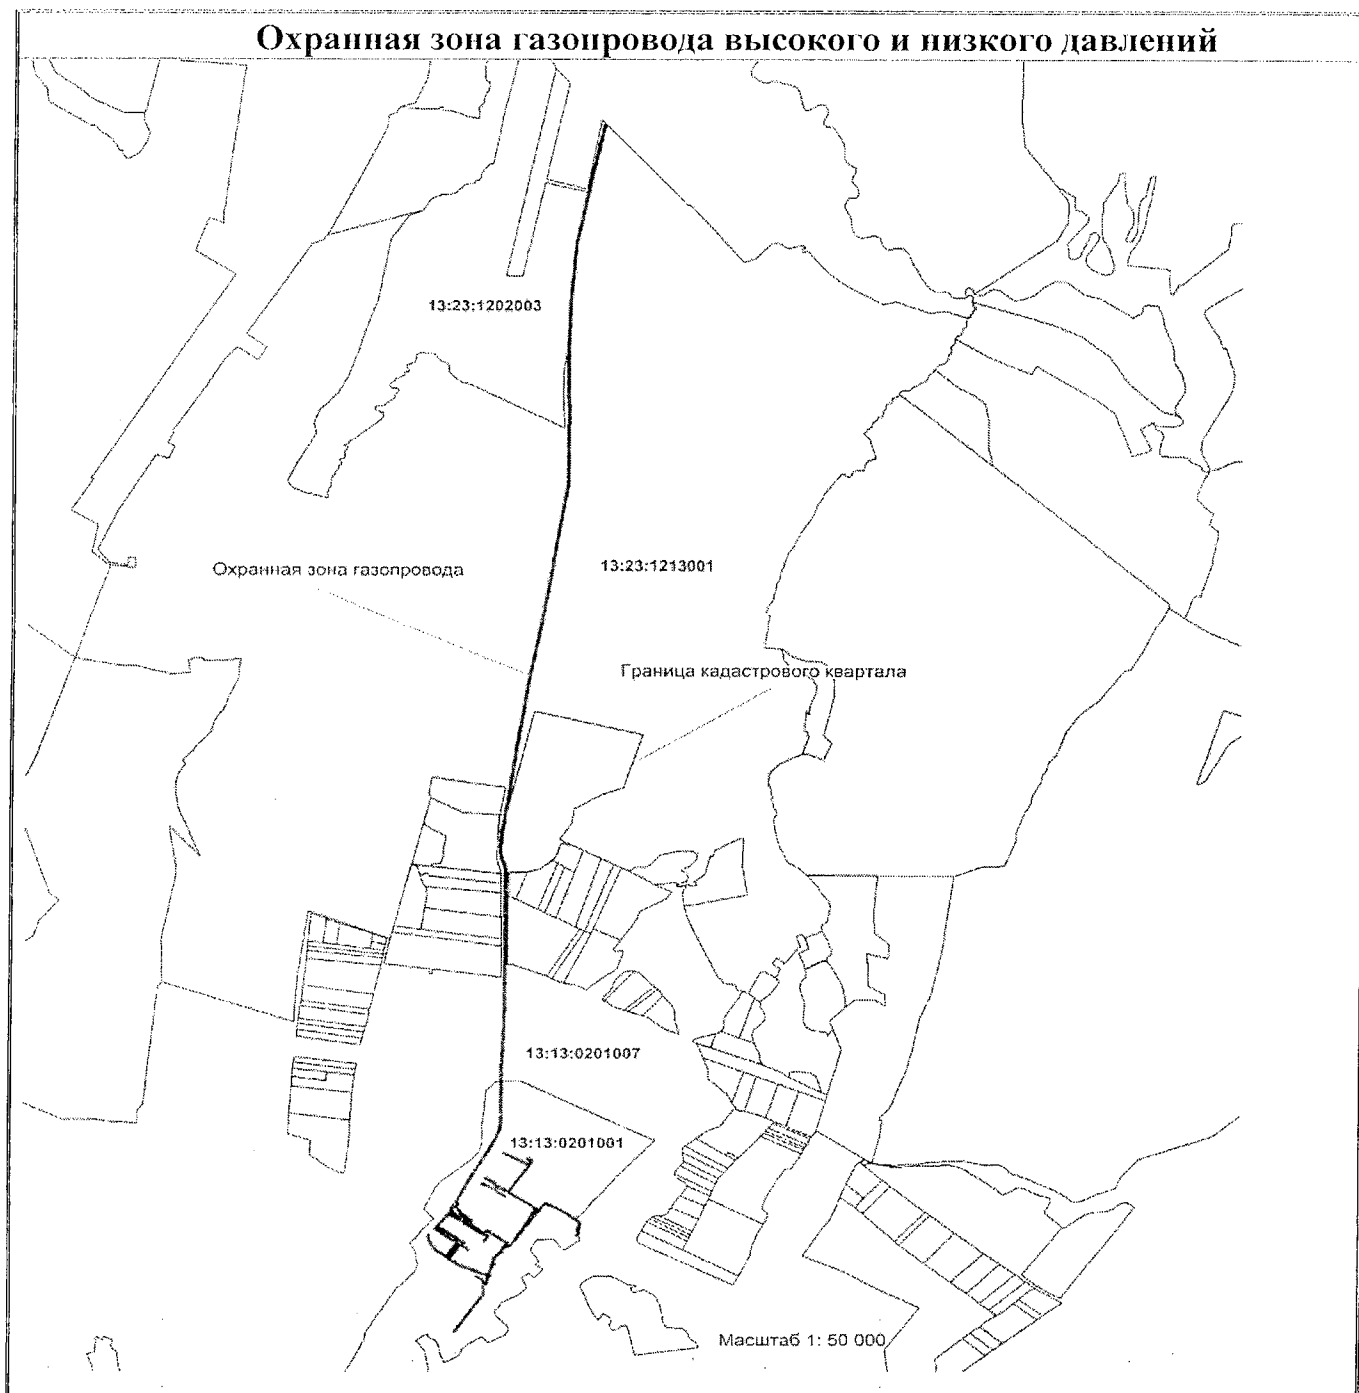 Охранная зона газопровода высокого и низкого давлений
13:23:1202003
Охранная зона газопровода
13:23:1213001
Граница кадастрового квартала
13:13:0201007
13:13:0201001
Масштаб 1: 50 000